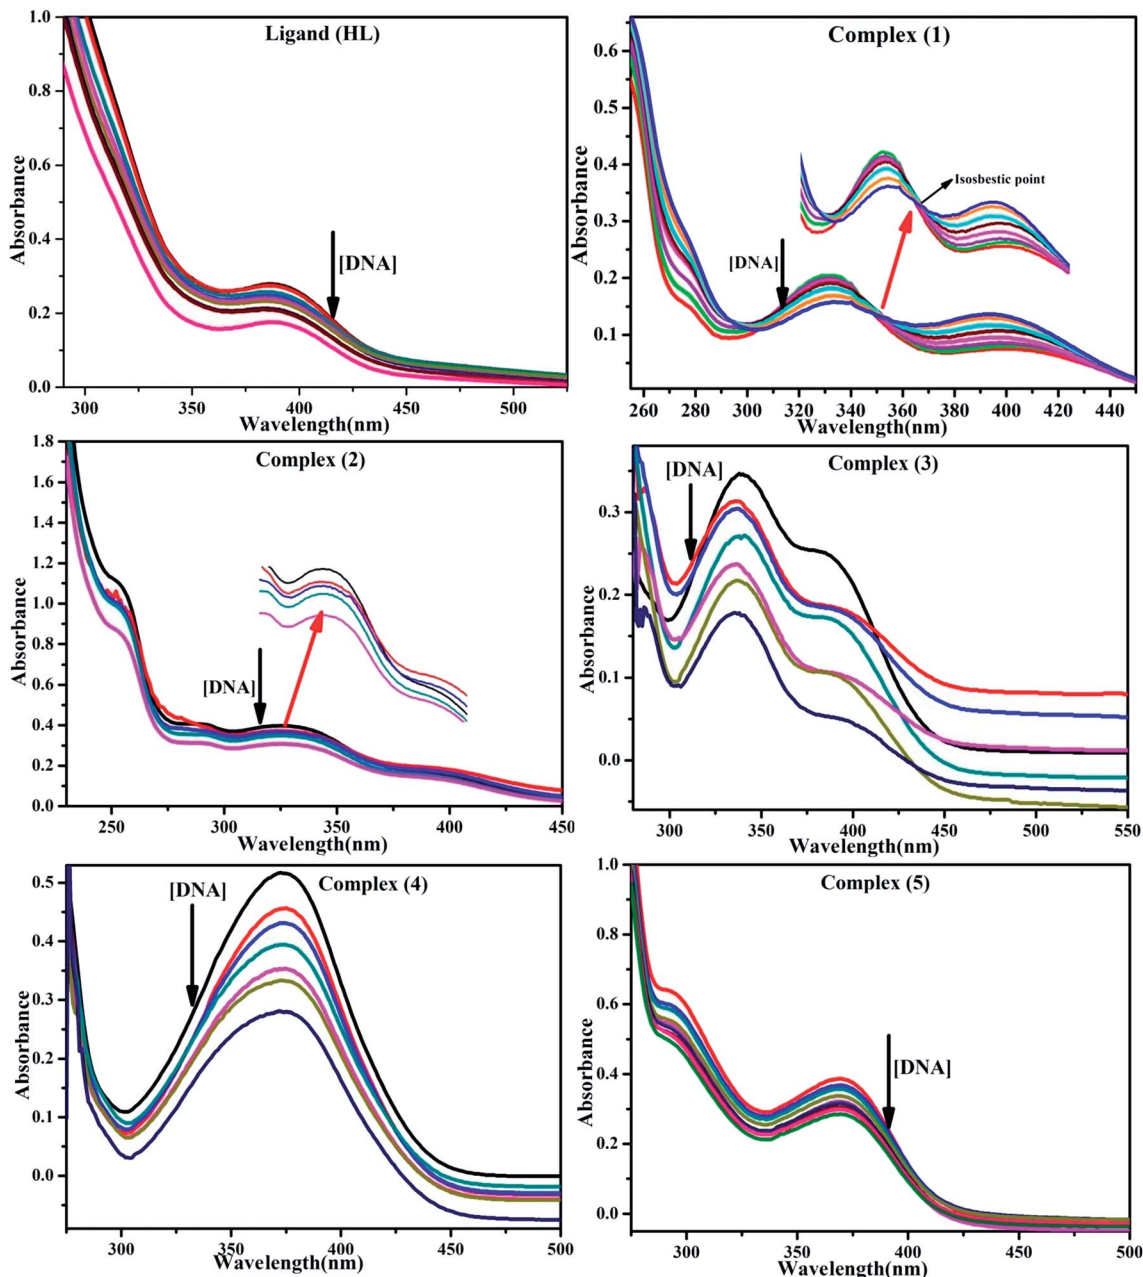 Ligand (HL)
1.0
0.8
0.6
0.4
0.2
0.0
Absorbance
[DNA]
300 350 400 450 500
Wavelength(nm)
Complex (1)
0.6
0.5
0.4
0.3
0.2
0.1
Absorbance
Isosbestic point
[DNA]
260 280 300 320 340 360 380 400 420 440
Wavelength(nm)
Complex (2)
1.8
1.6
1.4
1.2
1.0
0.8
0.6
0.4
0.2
0.0
Absorbance
[DNA]
250 300 350 400 450
Wavelength(nm)
Complex (3)
[DNA]
0.3
0.2
0.1
0.0
Absorbance
300 350 400 450 500 550
Wavelength(nm)
Complex (4)
[DNA]
0.5
0.4
0.3
0.2
0.1
0.0
Absorbance
300 350 400 450 500
Wavelength(nm)
Complex (5)
1.0
0.8
0.6
0.4
0.2
0.0
Absorbance
[DNA]
300 350 400 450 500
Wavelength(nm)